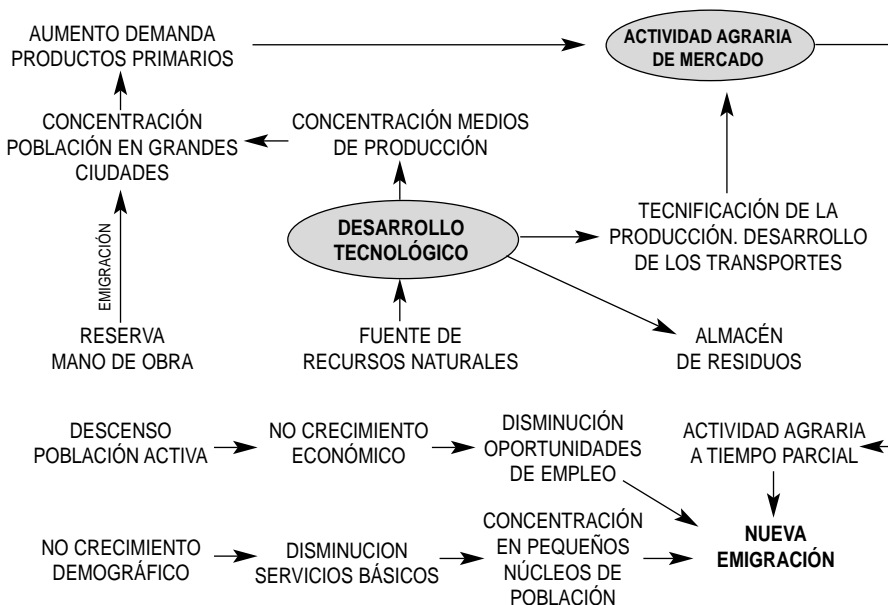 AUMENTO DEMANDA
PRODUCTOS PRIMARIOS
ACTIVIDAD AGRARIA
DE MERCADO
CONCENTRACIÓN
POBLACIÓN EN GRANDES
CIUDADES
CONCENTRACIÓN MEDIOS
DE PRODUCCIÓN
DESARROLLO
TECNOLÓGICO
TECNIFICACIÓN DE LA
PRODUCCIÓN. DESARROLLO
DE LOS TRANSPORTES
EMIGRACIÓN
RESERVA
MANO DE OBRA
FUENTE DE
RECURSOS NATURALES
ALMACÉN
DE RESIDUOS
DESCENSO
POBLACIÓN ACTIVA
NO CRECIMIENTO
ECONÓMICO
DISMINUCIÓN
OPORTUNIDADES
DE EMPLEO
ACTIVIDAD AGRARIA
A TIEMPO PARCIAL
NO CRECIMIENTO
DEMOGRÁFICO
DISMINUCION
SERVICIOS BÁSICOS
CONCENTRACIÓN
EN PEQUEÑOS
NÚCLEOS DE
POBLACIÓN
NUEVA
EMIGRACIÓN